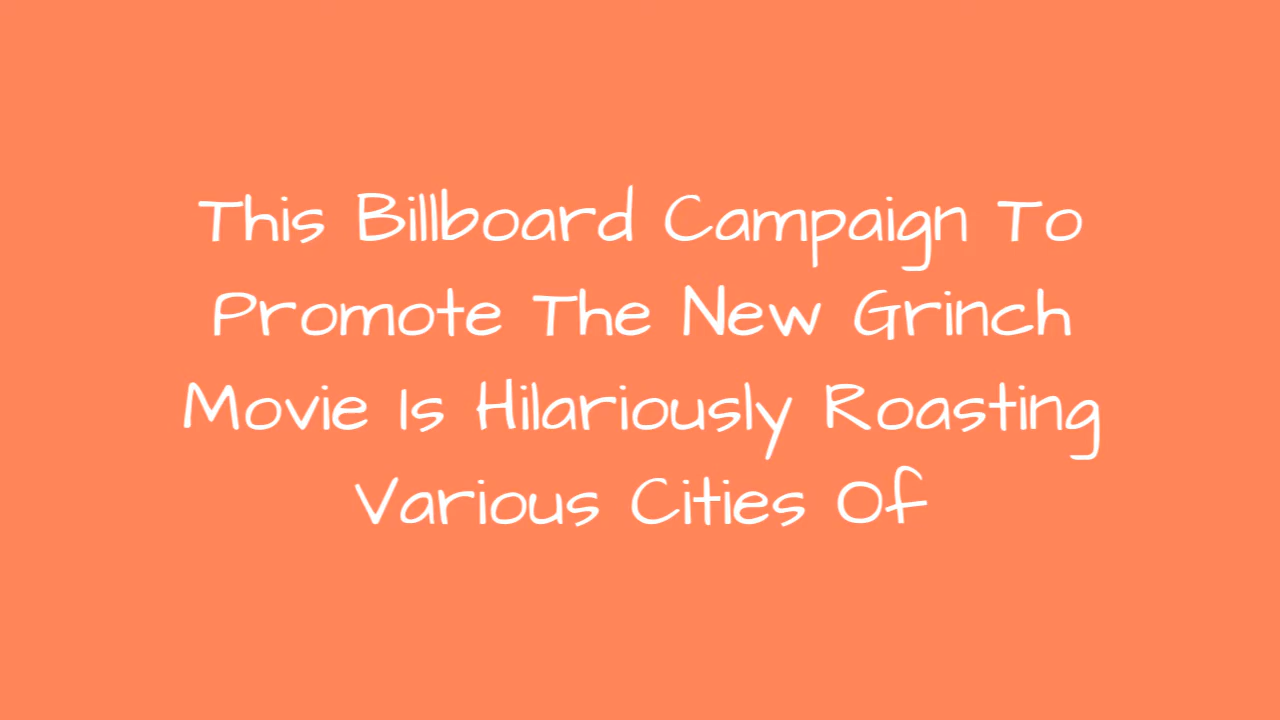 This Billboard Campaign To
Promote The New Grinch
Movie Is Hilariously Roasting
Various Cities Of